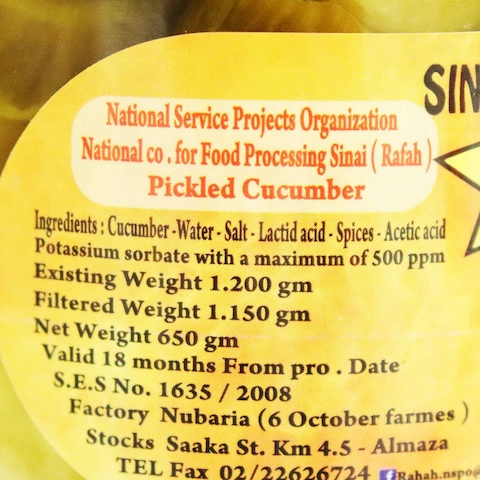 SIN
National Service Projects Organization
National co . for Food Processing Sinai ( Rafah )
Pickled Cucumber
Ingredients : Cucumber -Water - Salt - Lactid acid - Spices - Acetic acid
Potassium sorbate with a maximum of 500 ppm
Existing Weight 1.200 gm
Filtered Weight 1.150 gm
Net Weight 650 gm
Valid 18 months From pro . Date
S.E.S No. 1635 / 2008
Factory Nubaria (6 October farmes )
Stocks Saaka St. Km 4.5 - Almaza
TEL Fax 02/22626724 fRahah.nspo@